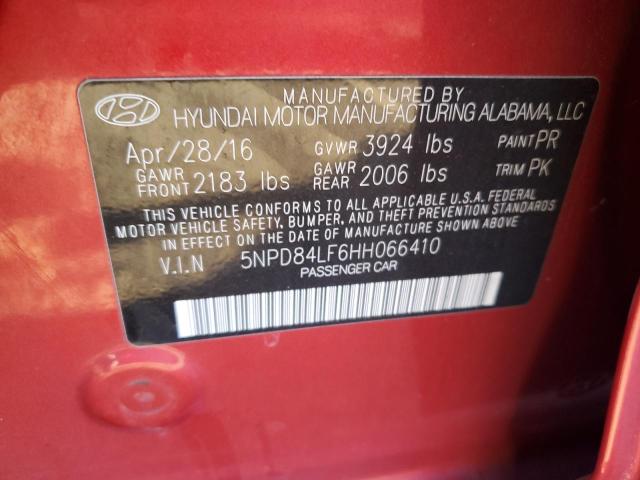 MANUFACTURED BY
HYUNDAI MOTOR MANUFACTURING ALABAMA, LLC
Apr/28/16 GVWR 3924 lbs PAINT PR
GAWR FRONT 2183 lbs GAWR REAR 2006 lbs TRIM PK
THIS VEHICLE CONFORMS TO ALL APPLICABLE U.S.A. FEDERAL
MOTOR VEHICLE SAFETY, BUMPER, AND THEFT PREVENTION STANDARDS
IN EFFECT ON THE DATE OF MANUFACTURE SHOWN ABOVE
V.I.N 5NPD84LF6HH066410
PASSENGER CAR